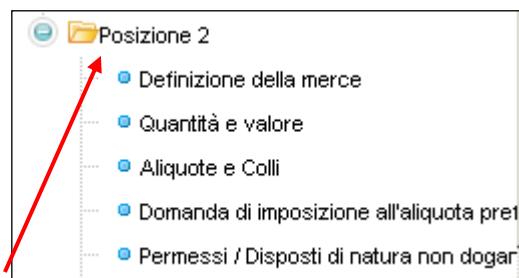 Posizione 2
Definizione della merce
Quantità e valore
Aliquote e Colli
Domanda di imposizione all'aliquota pref
Permessi / Disposti di natura non dogan